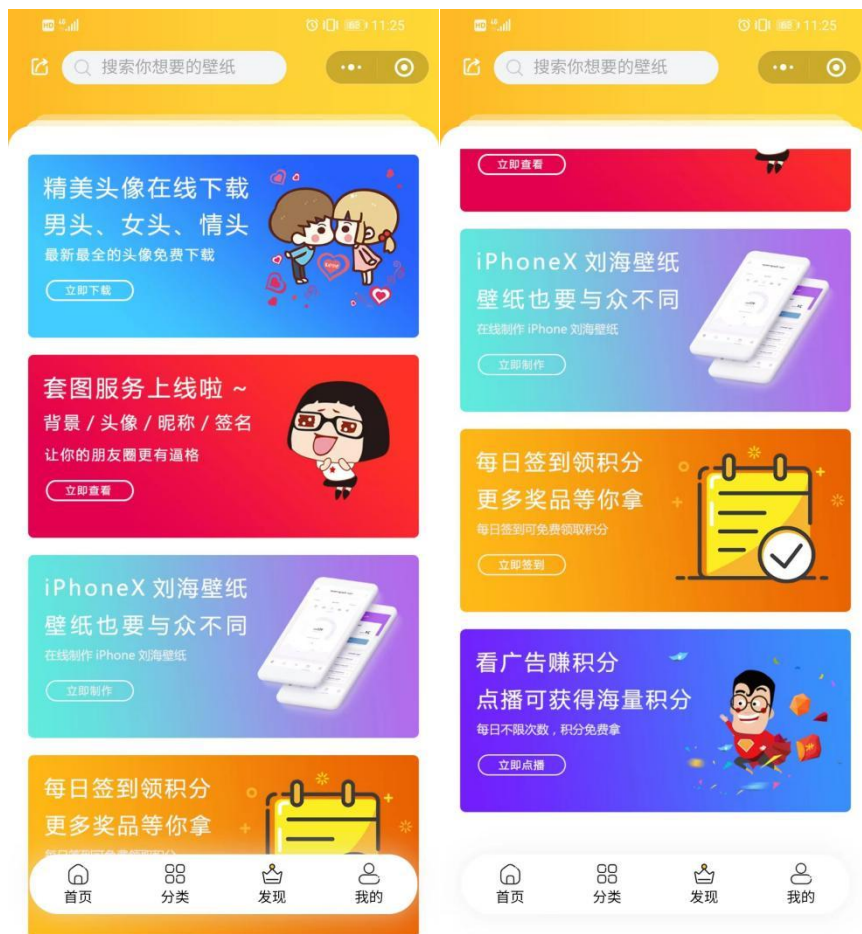 HD 11:25
搜索你想要的壁纸
精美头像在线下载
男头、女头、情头
最新最全的头像免费下载
立即下载
套图服务上线啦 ~
背景 / 头像 / 昵称 / 签名
让你的朋友圈更有逼格
立即查看
iPhoneX 刘海壁纸
壁纸也要与众不同
在线制作 iPhone 刘海壁纸
立即制作
每日签到领积分
更多奖品等你拿
首页 分类 发现 我的
HD 11:25
搜索你想要的壁纸
立即查看
iPhoneX 刘海壁纸
壁纸也要与众不同
在线制作 iPhone 刘海壁纸
立即制作
每日签到领积分
更多奖品等你拿
每日签到可免费领取积分
立即签到
看广告赚积分
点播可获得海量积分
每日不限次数，积分免费拿
立即点播
首页 分类 发现 我的